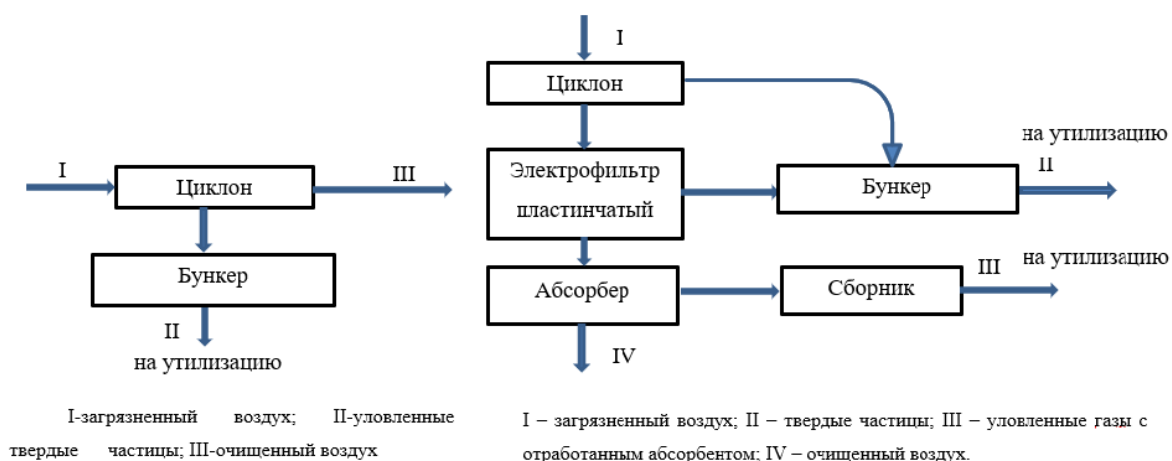 I
Циклон
III
Бункер
II
на утилизацию
I-загрязненный воздух; II-уловленные
твердые частицы; III-очищенный воздух
I
Циклон
Электрофильтр
пластинчатый
Бункер
на утилизацию
II
Абсорбер
Сборник
III
на утилизацию
IV
I – загрязненный воздух; II – твердые частицы; III – уловленные газы с
отработанным абсорбентом; IV – очищенный воздух.